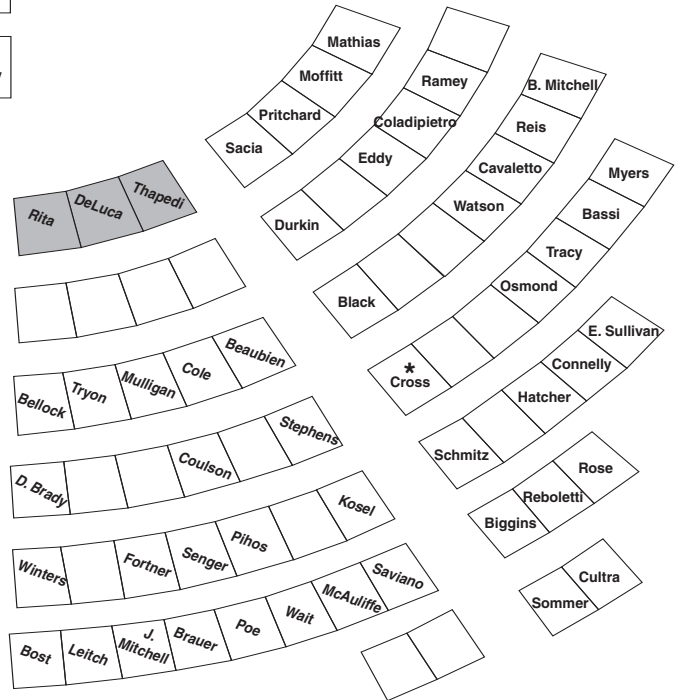 Mathias
Moffitt
Pritchard
Sacia
Ramey
Coladipietro
Eddy
Durkin
B. Mitchell
Reis
Cavaletto
Watson
Black
Myers
Bassi
Tracy
Osmond
*
Cross
E. Sullivan
Connelly
Hatcher
Schmitz
Rose
Reboletti
Biggins
Cultra
Sommer
Rita
DeLuca
Thapedi
Bellock
Tryon
Mulligan
Cole
Beaubien
D. Brady
Coulson
Stephens
Winters
Fortner
Senger
Pihos
Kosel
Bost
Leitch
J.
Mitchell
Brauer
Poe
Wait
McAuliffe
Saviano